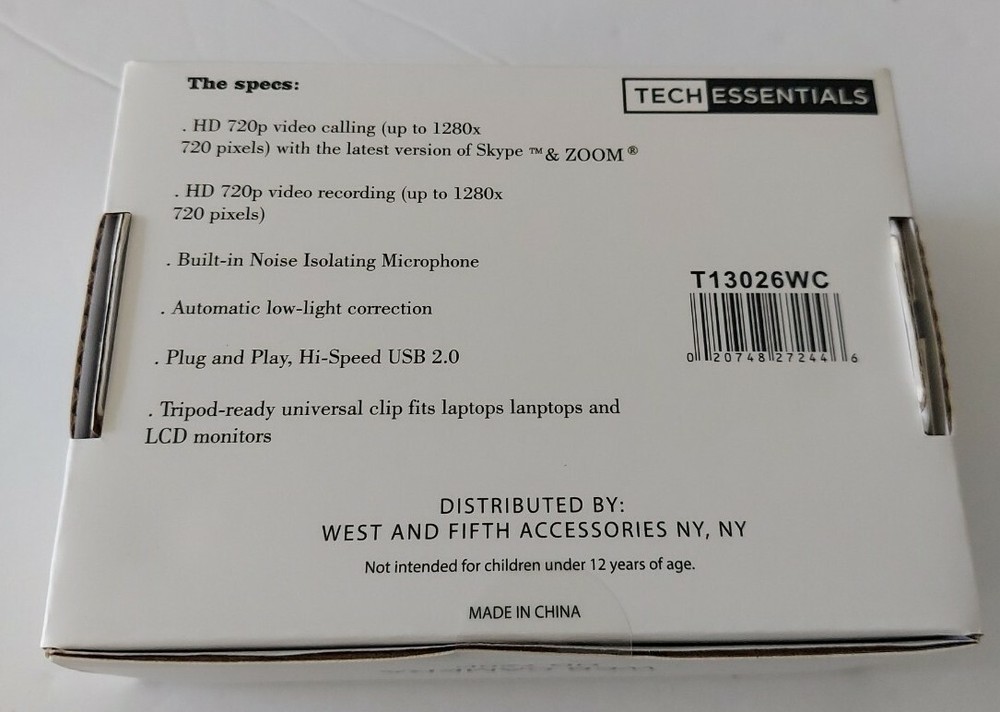 The specs:
TECH ESSENTIALS
. HD 720p video calling (up to 1280x
720 pixels) with the latest version of Skype ™ & ZOOM ®
. HD 720p video recording (up to 1280x
720 pixels)
. Built-in Noise Isolating Microphone
. Automatic low-light correction
. Plug and Play, Hi-Speed USB 2.0
. Tripod-ready universal clip fits laptops lanptops and
LCD monitors
T13026WC
0 20748 27244 6
DISTRIBUTED BY:
WEST AND FIFTH ACCESSORIES NY, NY
Not intended for children under 12 years of age.
MADE IN CHINA